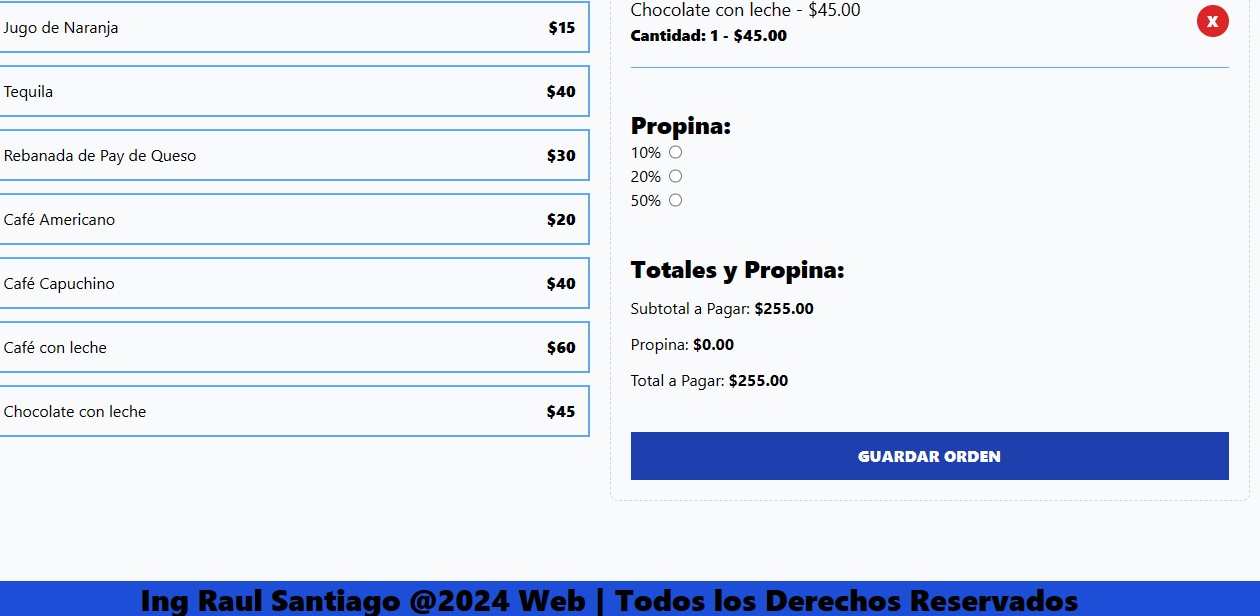 Jugo de Naranja $15
Tequila $40
Rebanada de Pay de Queso $30
Café Americano $20
Café Capuchino $40
Café con leche $60
Chocolate con leche $45
Chocolate con leche - $45.00
X
Cantidad: 1 - $45.00
Propina:
10%
20%
50%
Totales y Propina:
Subtotal a Pagar: $255.00
Propina: $0.00
Total a Pagar: $255.00
GUARDAR ORDEN
Ing Raul Santiago @2024 Web | Todos los Derechos Reservados